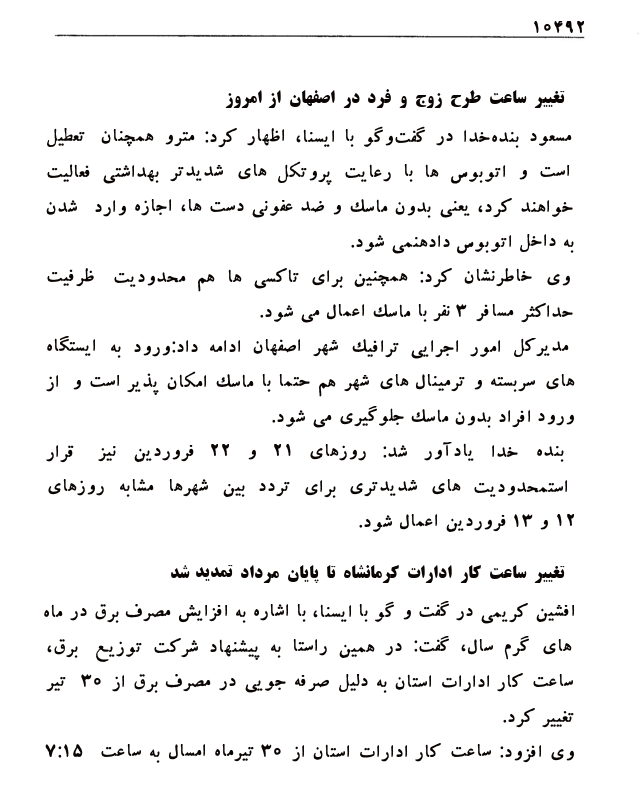 ۱۰۴۹۲
تغییر ساعت طرح زوج و فرد در اصفهان از امروز
مسعود بنده‌خدا در گفت‌وگو با ایسنا، اظهار کرد: مترو همچنان تعطیل
است و اتوبوس ها با رعایت پروتکل های شدیدتر بهداشتی فعالیت
خواهند کرد، یعنی بدون ماسك و ضد عفونی دست ها، اجازه وارد شدن
به داخل اتوبوس دادهنمی شود.
وی خاطرنشان کرد: همچنین برای تاکسی ها هم محدودیت ظرفیت
حداکثر مسافر ۳ نفر با ماسك اعمال می شود.
مدیرکل امور اجرایی ترافیك شهر اصفهان ادامه داد:ورود به ایستگاه
های سربسته و ترمینال های شهر هم حتما با ماسك امکان پذیر است و از
ورود افراد بدون ماسك جلوگیری می شود.
بنده خدا یادآور شد: روزهای ۲۱ و ۲۲ فروردین نیز قرار
استمحدودیت های شدیدتری برای تردد بین شهرها مشابه روزهای
۱۲ و ۱۳ فروردین اعمال شود.
تغییر ساعت کار ادارات کرمانشاه تا پایان مرداد تمدید شد
افشین کریمی در گفت و گو با ایسنا، با اشاره به افزایش مصرف برق در ماه
های گرم سال، گفت: در همین راستا به پیشنهاد شرکت توزیع برق،
ساعت کار ادارات استان به دلیل صرفه جویی در مصرف برق از ۳۰ تیر
تغییر کرد.
وی افزود: ساعت کار ادارات استان از ۳۰ تیرماه امسال به ساعت ۷:۱۵